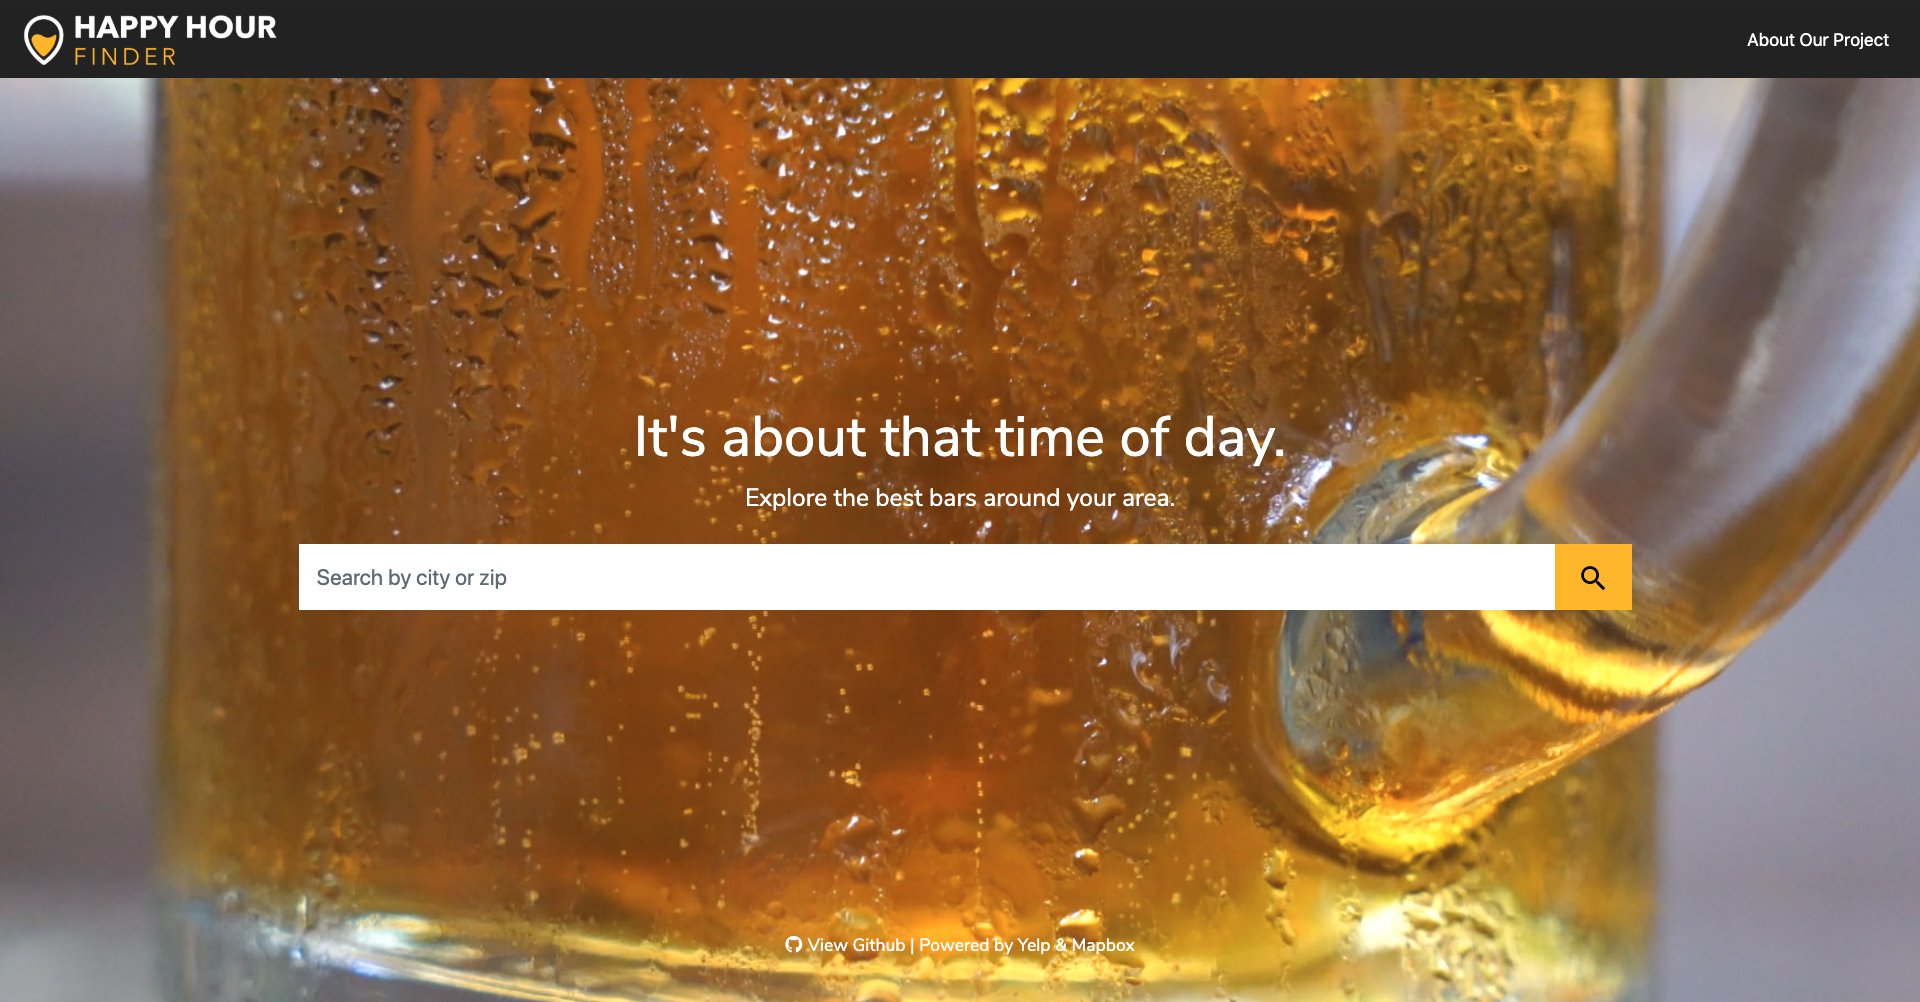 HAPPY HOUR
FINDER
About Our Project
It's about that time of day.
Explore the best bars around your area.
Search by city or zip
View Github | Powered by Yelp & Mapbox